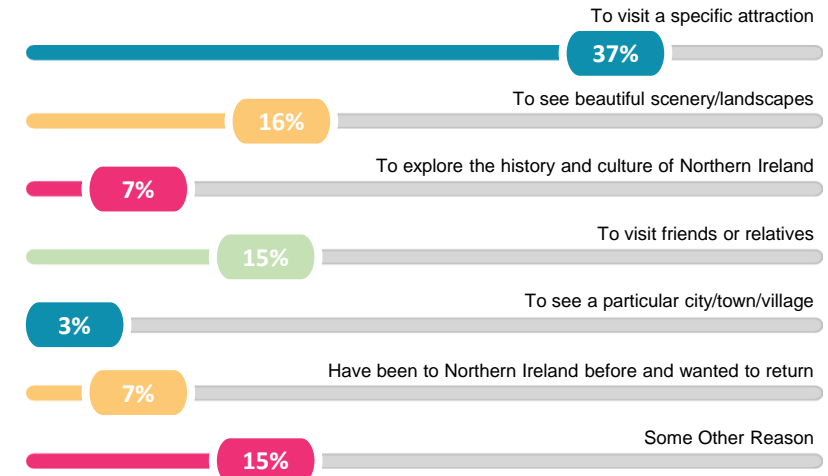 To visit a specific attraction
37%
To see beautiful scenery/landscapes
16%
To explore the history and culture of Northern Ireland
7%
To visit friends or relatives
15%
To see a particular city/town/village
3%
Have been to Northern Ireland before and wanted to return
7%
Some Other Reason
15%